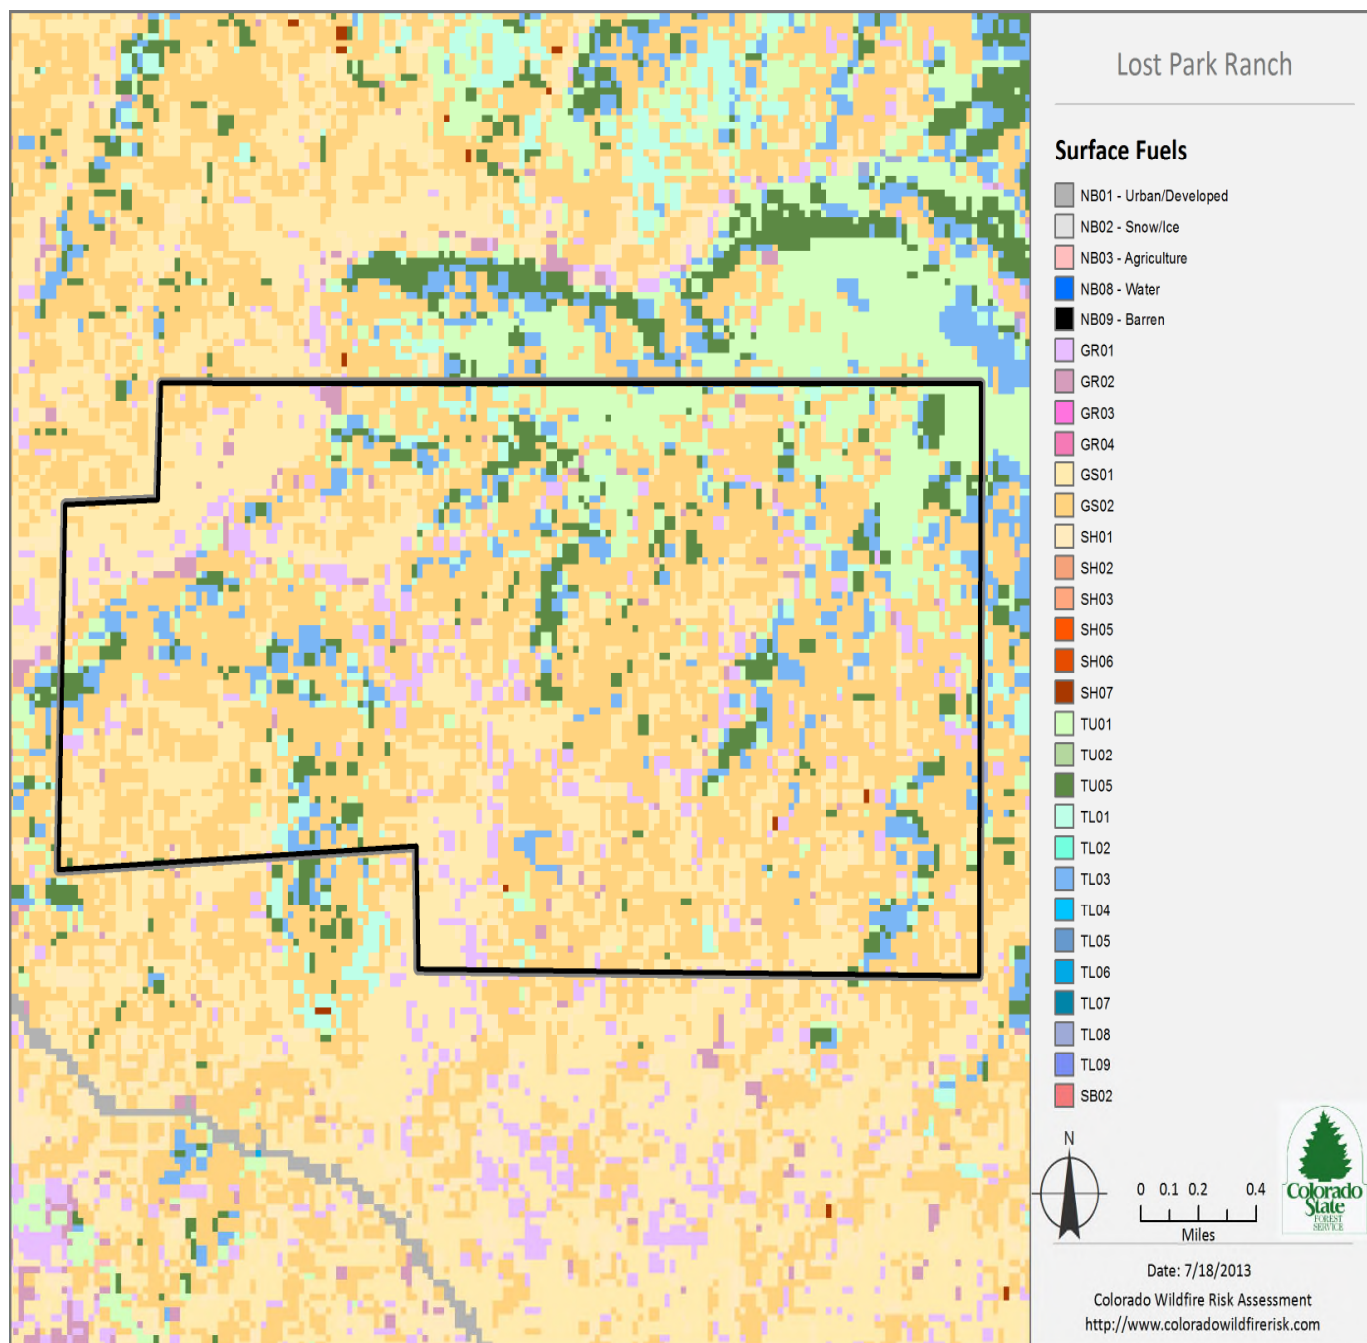 Lost Park Ranch
Surface Fuels
NB01 - Urban/Developed
NB02 - Snow/Ice
NB03 - Agriculture
NB08 - Water
NB09 - Barren
GR01
GR02
GR03
GR04
GS01
GS02
SH01
SH02
SH03
SH05
SH06
SH07
TU01
TU02
TU05
TL01
TL02
TL03
TL04
TL05
TL06
TL07
TL08
TL09
SB02
N
0 0.1 0.2 0.4
Miles
Colorado
State
FOREST
SERVICE
Date: 7/18/2013
Colorado Wildfire Risk Assessment
http://www.coloradowildfirerisk.com